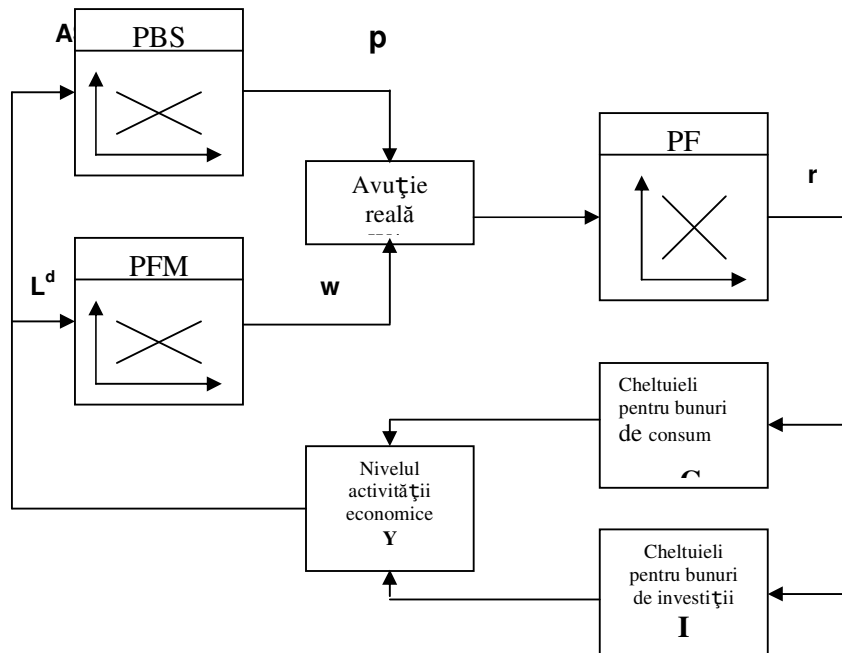 PBS
p
PF
r
Avuţie
reală
L^d
PFM
w
Cheltuieli
pentru bunuri
de consum
Nivelul
activităţii
economice
Y
Cheltuieli
pentru bunuri
de investiţii
I